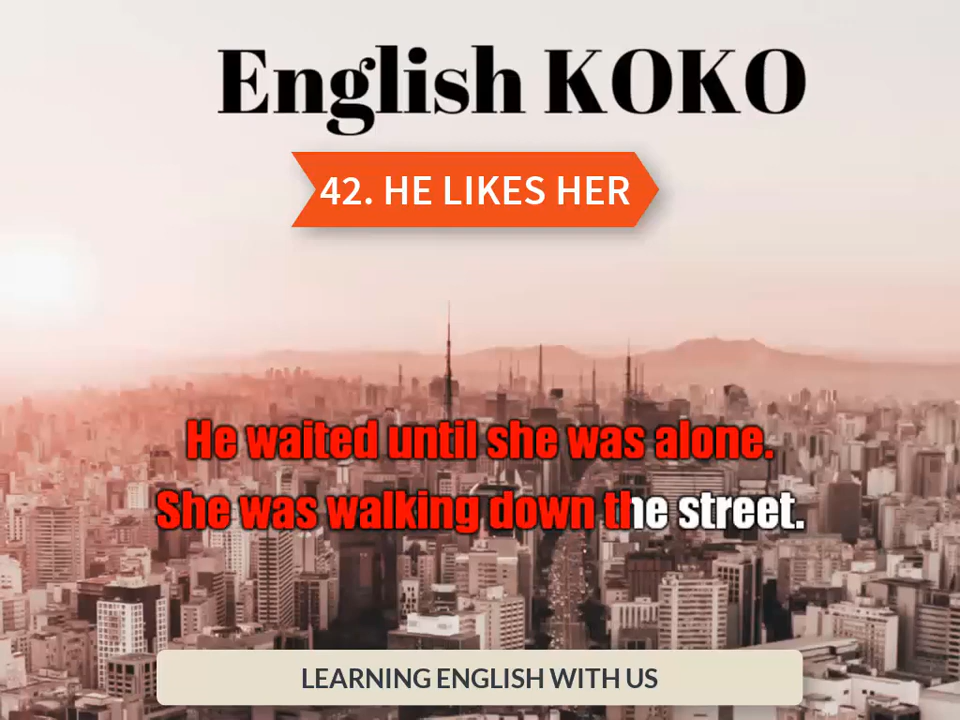 English KOKO
42. HE LIKES HER
He waited until she was alone.
She was walking down the street.
LEARNING ENGLISH WITH US